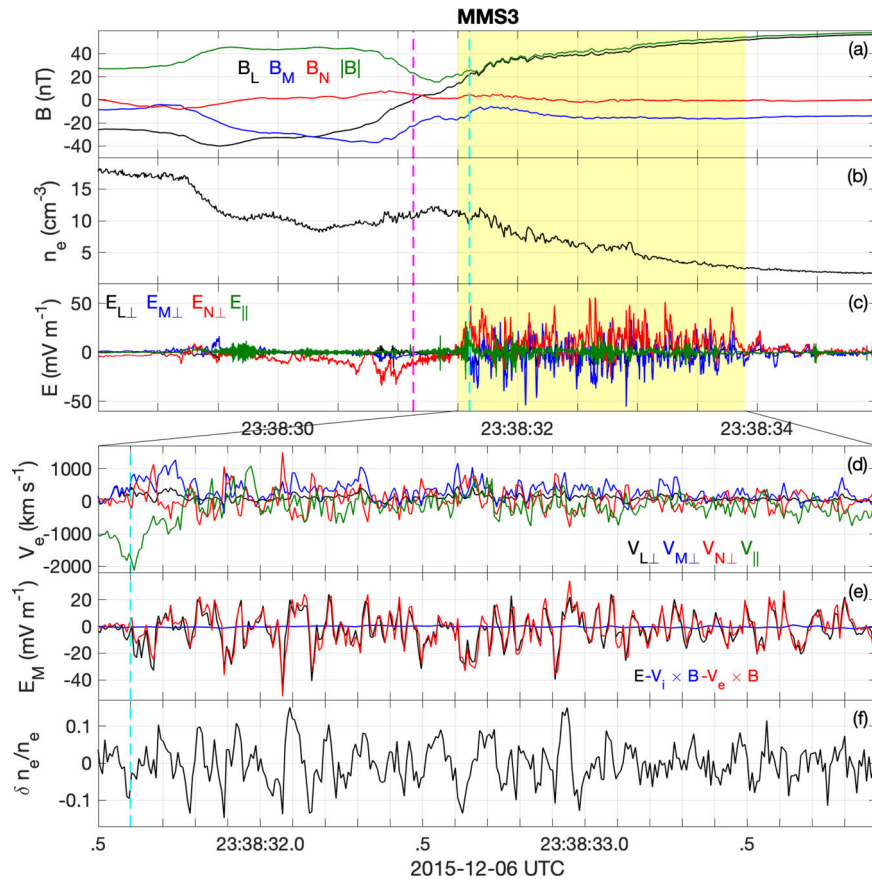 MMS3
(a)
B_L B_M B_N |B|
B (nT)
40
20
0
-20
-40
(b)
n_e (cm⁻³)
15
10
5
(c)
E_L⊥ E_M⊥ E_N⊥ E_||
E (mV m⁻¹)
50
0
-50
23:38:30 23:38:32 23:38:34
(d)
V_e (km s⁻¹)
1000
0
-1000
-2000
V_L⊥ V_M⊥ V_N⊥ V_||
(e)
E_M (mV m⁻¹)
20
0
-20
-40
E -V_i × B -V_e × B
(f)
δ n_e/n_e
0.1
0
-0.1
.5 23:38:32.0 .5 23:38:33.0 .5
2015-12-06 UTC